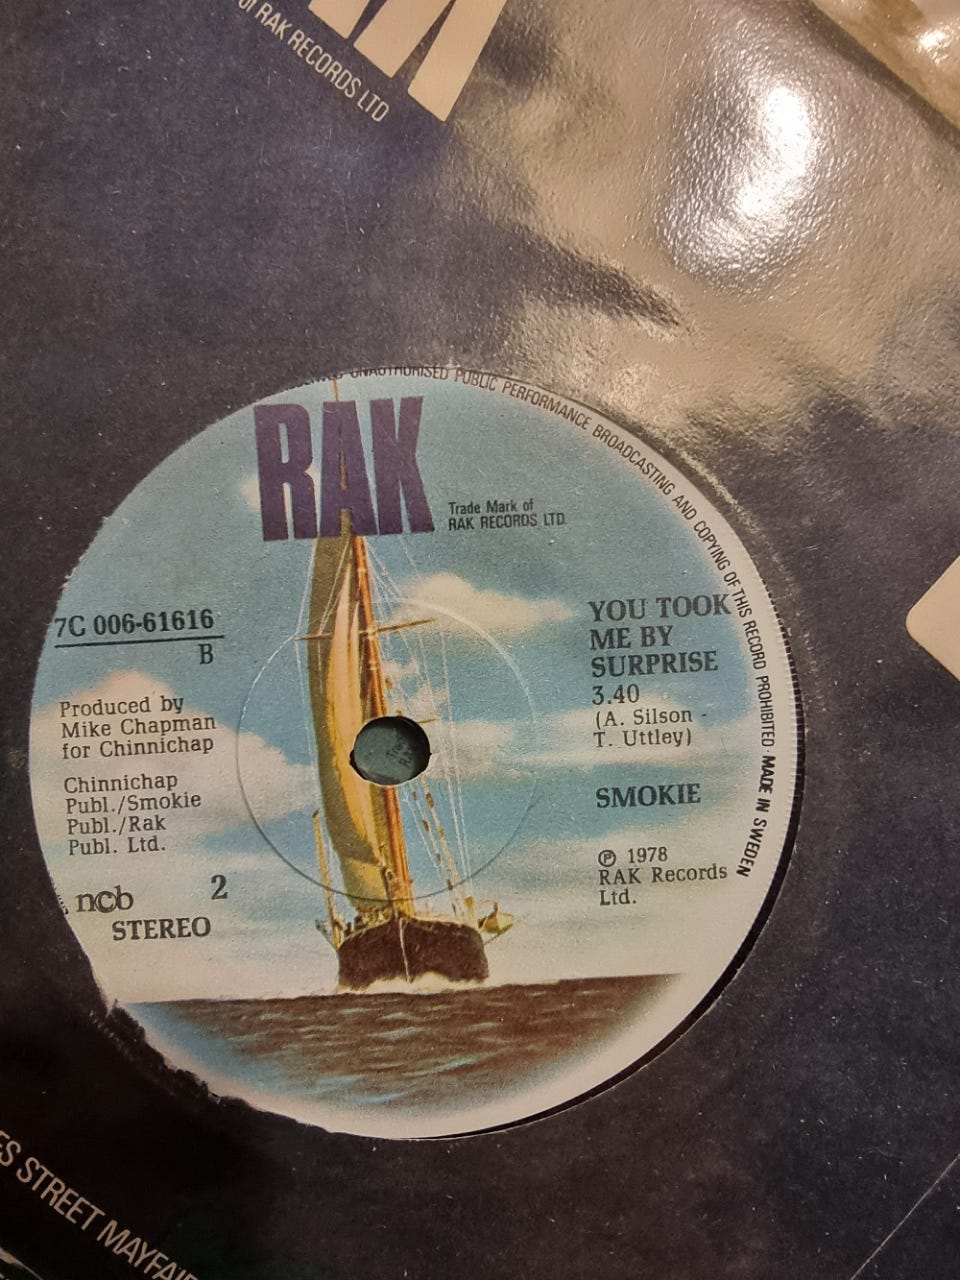 of RAK RECORDS LTD
UNAUTHORISED PUBLIC PERFORMANCE BROADCASTING AND COPYING OF THIS RECORD PROHIBITED · MADE IN SWEDEN
RAK
Trade Mark of
RAK RECORDS LTD.
7C 006-61616
B
Produced by
Mike Chapman
for Chinnichap
Chinnichap
Publ./Smokie
Publ./Rak
Publ. Ltd.
ncb 2
STEREO
YOU TOOK
ME BY
SURPRISE
3.40
(A. Silson -
T. Uttley)
SMOKIE
℗ 1978
RAK Records
Ltd.
STREET MAYFAIR